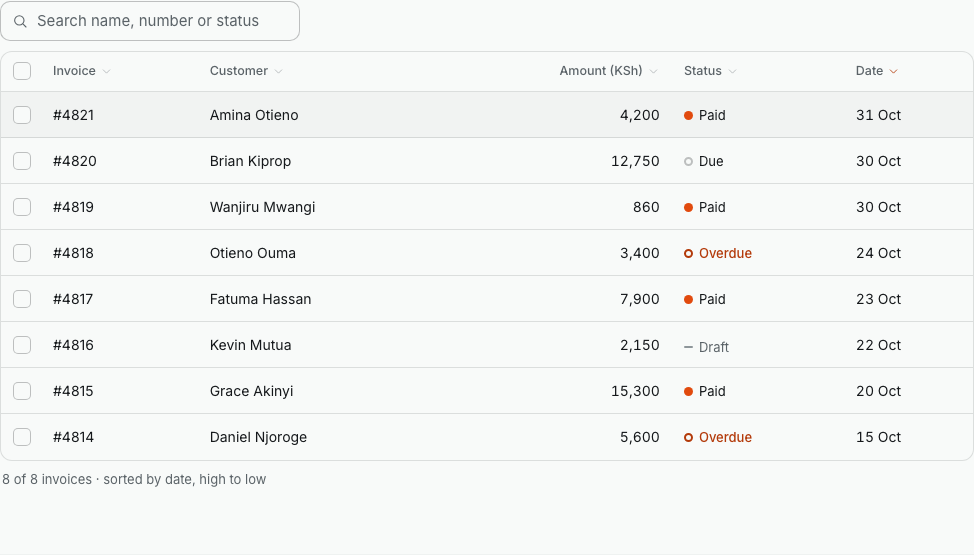 Search name, number or status
Invoice Customer Amount (KSh) Status Date
#4821 Amina Otieno 4,200 Paid 31 Oct
#4820 Brian Kiprop 12,750 Due 30 Oct
#4819 Wanjiru Mwangi 860 Paid 30 Oct
#4818 Otieno Ouma 3,400 Overdue 24 Oct
#4817 Fatuma Hassan 7,900 Paid 23 Oct
#4816 Kevin Mutua 2,150 Draft 22 Oct
#4815 Grace Akinyi 15,300 Paid 20 Oct
#4814 Daniel Njoroge 5,600 Overdue 15 Oct
8 of 8 invoices · sorted by date, high to low